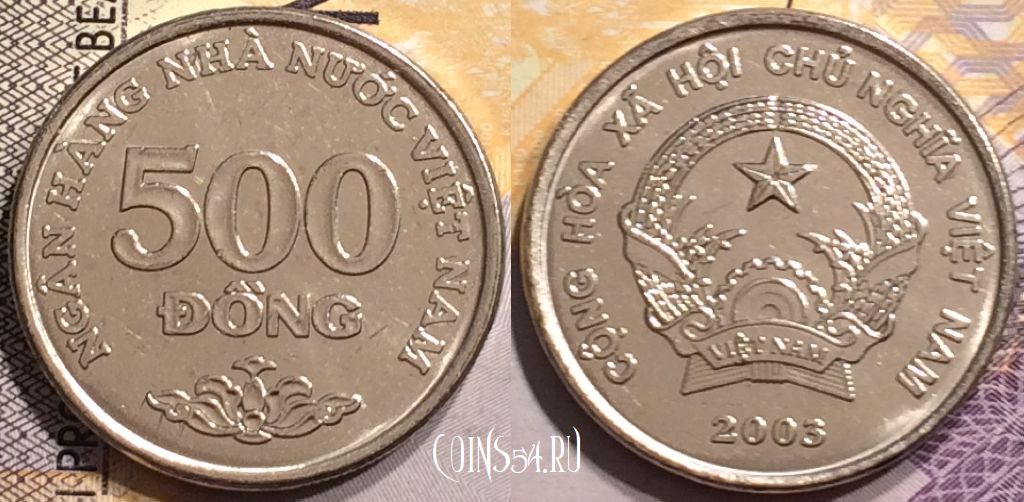 NGÂN HÀNG NHÀ NƯỚC VIỆT NAM
500
ĐỒNG
CỘNG HÒA XÃ HỘI CHỦ NGHĨA VIỆT NAM
VIỆT NAM
2003
COINS54.RU